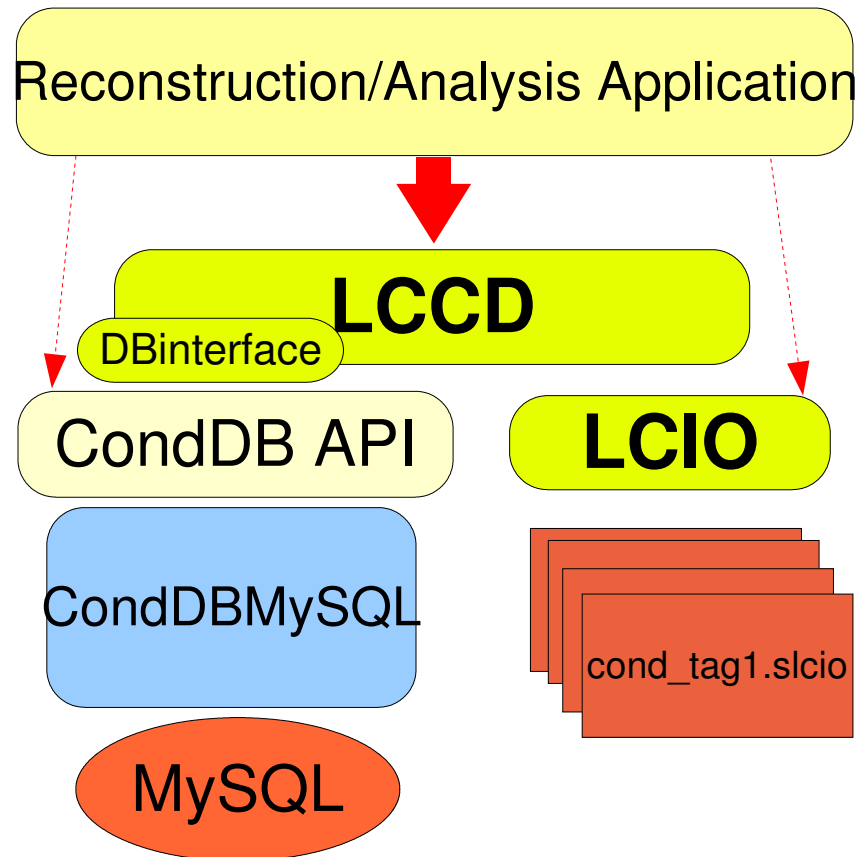 Reconstruction/Analysis Application
LCCD
DBinterface
CondDB API
LCIO
CondDBMySQL
cond_tag1.slcio
MySQL